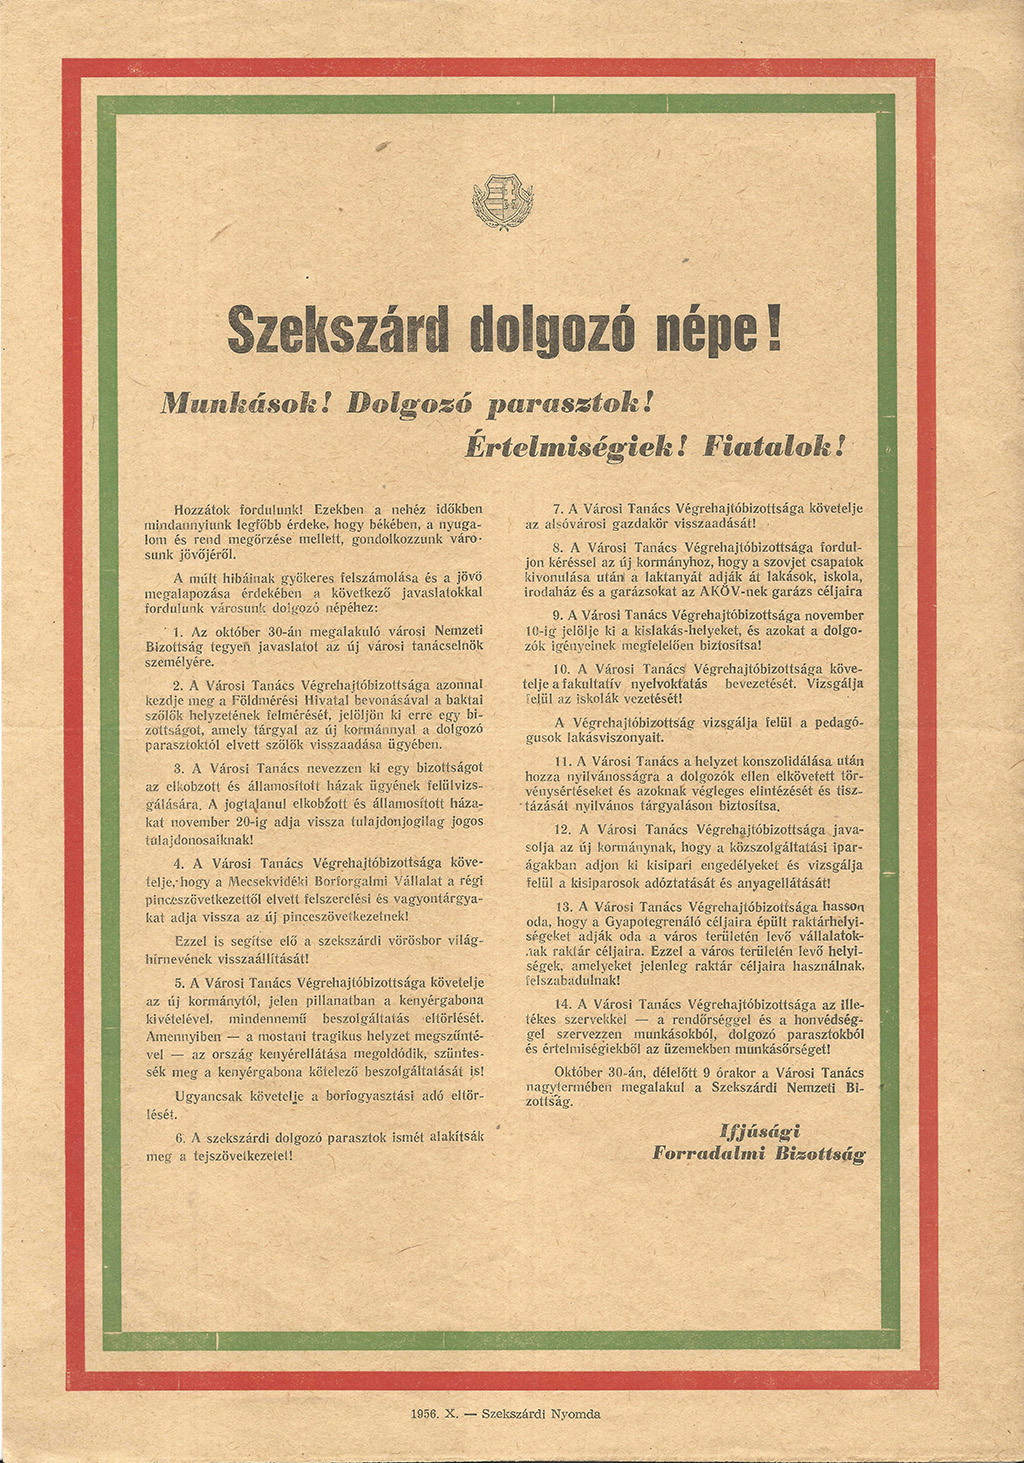 Szekszárd dolgozó népe!
Munkások! Dolgozó parasztok!
Értelmiségiek! Fiatalok!
Hozzátok fordulunk! Ezekben a nehéz időkben
mindannyiunk legfőbb érdeke, hogy békében, a nyuga-
lom és rend megőrzése mellett, gondolkozzunk váro-
sunk jövőjéről.
A múlt hibáinak gyökeres felszámolása és a jövő
megalapozása érdekében a következő javaslatokkal
fordulunk városunk dolgozó népéhez:
1. Az október 30-án megalakuló városi Nemzeti
Bizottság tegyen javaslatot az új városi tanácselnök
személyére.
2. A Városi Tanács Végrehajtóbizottsága azonnal
kezdje meg a Földmérési Hivatal bevonásával a baktai
szőlők helyzetének felmérését, jelöljön ki erre egy bi-
zottságot, amely tárgyal az új kormánnyal a dolgozó
parasztoktól elvett szőlők visszaadása ügyében.
3. A Városi Tanács nevezzen ki egy bizottságot
az elkobzott és államosított házak ügyének felülvizs-
gálására. A jogtalanul elkobzott és államosított háza-
kat november 20-ig adja vissza tulajdonjogilag jogos
tulajdonosaiknak!
4. A Városi Tanács Végrehajtóbizottsága köve-
telje, hogy a Mecsekvidéki Borforgalmi Vállalat a régi
pinceszövetkezettől elvett felszerelési és vagyontárgya-
kat adja vissza az új pinceszövetkezetnek!
Ezzel is segítse elő a szekszárdi vörösbor világ-
hírnevének visszaállítását!
5. A Városi Tanács Végrehajtóbizottsága követelje
az új kormánytól, jelen pillanatban a kenyérgabona
kivételével, mindennemű beszolgáltatás eltörlését.
Amennyiben — a mostani tragikus helyzet megszünté-
vel — az ország kenyérellátása megoldódik, szüntes-
sék meg a kenyérgabona kötelező beszolgáltatását is!
Ugyancsak követelje a borfogyasztási adó eltör-
lését.
6. A szekszárdi dolgozó parasztok ismét alakítsák
meg a tejszövetkezetet!
7. A Városi Tanács Végrehajtóbizottsága követelje
az alsóvárosi gazdakör visszaadását!
8. A Városi Tanács Végrehajtóbizottsága fordul-
jon kéréssel az új kormányhoz, hogy a szovjet csapatok
kivonulása után a laktanyát adják át lakások, iskola,
irodaház és a garázsokat az AKÖV-nek garázs céljaira
9. A Városi Tanács Végrehajtóbizottsága november
10-ig jelölje ki a kislakás-helyeket, és azokat a dolgo-
zók igényeinek megfelelően biztosítsa!
10. A Városi Tanács Végrehajtóbizottsága köve-
telje a fakultatív nyelvoktatás bevezetését. Vizsgálja
felül az iskolák vezetését!
A Végrehajtóbizottság vizsgálja felül a pedagó-
gusok lakásviszonyait.
11. A Városi Tanács a helyzet konszolidálása után
hozza nyilvánosságra a dolgozók ellen elkövetett tör-
vénysértéseket és azoknak végleges elintézését és tisz-
tázását nyilvános tárgyaláson biztosítsa.
12. A Városi Tanács Végrehajtóbizottsága java-
solja az új kormánynak, hogy a közszolgáltatási ipar-
ágakban adjon ki kisipari engedélyeket és vizsgálja
felül a kisiparosok adóztatását és anyagellátását!
13. A Városi Tanács Végrehajtóbizottsága hasson
oda, hogy a Gyapotegrenáló céljaira épült raktárhelyi-
ségeket adják oda a város területén levő vállalatok-
nak raktár céljaira. Ezzel a város területén levő helyi-
ségek, amelyeket jelenleg raktár céljaira használnak,
felszabadulnak!
14. A Városi Tanács Végrehajtóbizottsága az ille-
tékes szervekkel — a rendőrséggel és a honvédség-
gel szervezzen munkásokból, dolgozó parasztokból
és értelmiségiekből az üzemekben munkásőrséget!
Október 30-án, délelőtt 9 órakor a Városi Tanács
nagytermében megalakul a Szekszárdi Nemzeti Bi-
zottság.
Ifjúsági
Forradalmi Bizottság
1956. X. — Szekszárdi Nyomda